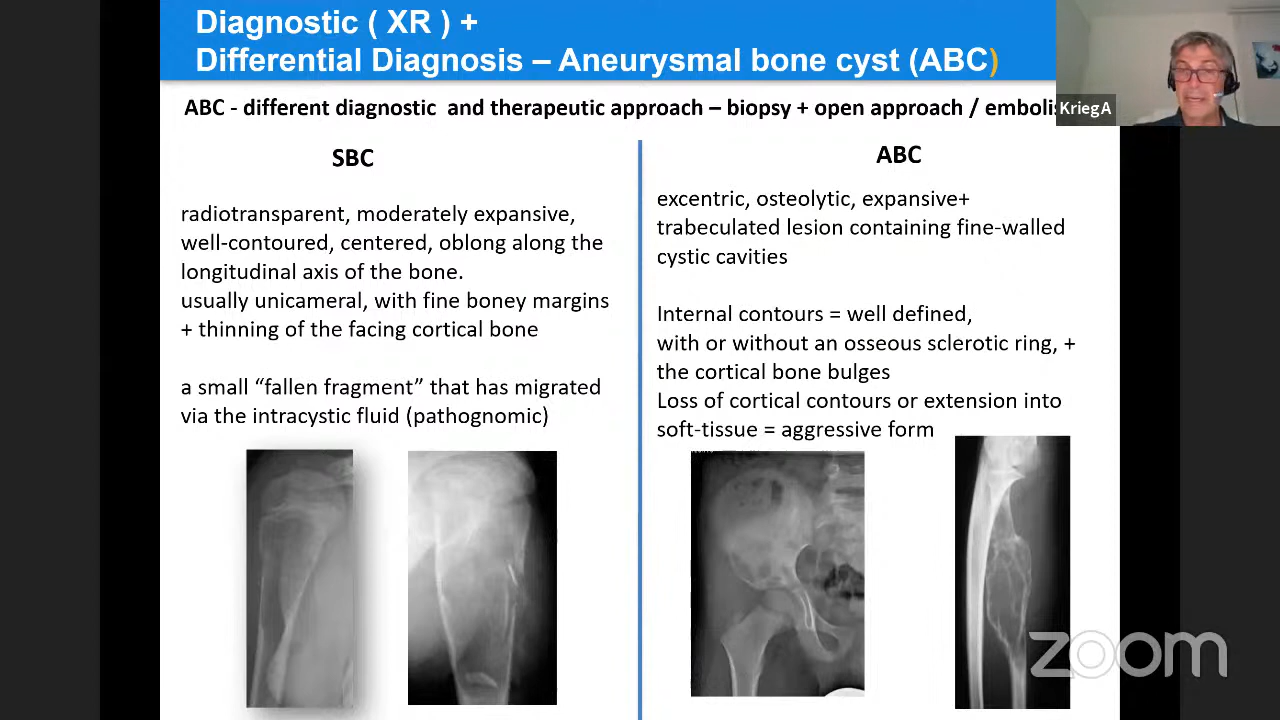 Diagnostic ( XR ) +
Differential Diagnosis – Aneurysmal bone cyst (ABC)
ABC - different diagnostic and therapeutic approach – biopsy + open approach / embolis
KriegA
SBC
radiotransparent, moderately expansive,
well-contoured, centered, oblong along the
longitudinal axis of the bone.
usually unicameral, with fine boney margins
+ thinning of the facing cortical bone
a small “fallen fragment” that has migrated
via the intracystic fluid (pathognomic)
ABC
excentric, osteolytic, expansive+
trabeculated lesion containing fine-walled
cystic cavities
Internal contours = well defined,
with or without an osseous sclerotic ring, +
the cortical bone bulges
Loss of cortical contours or extension into
soft-tissue = aggressive form
zoom